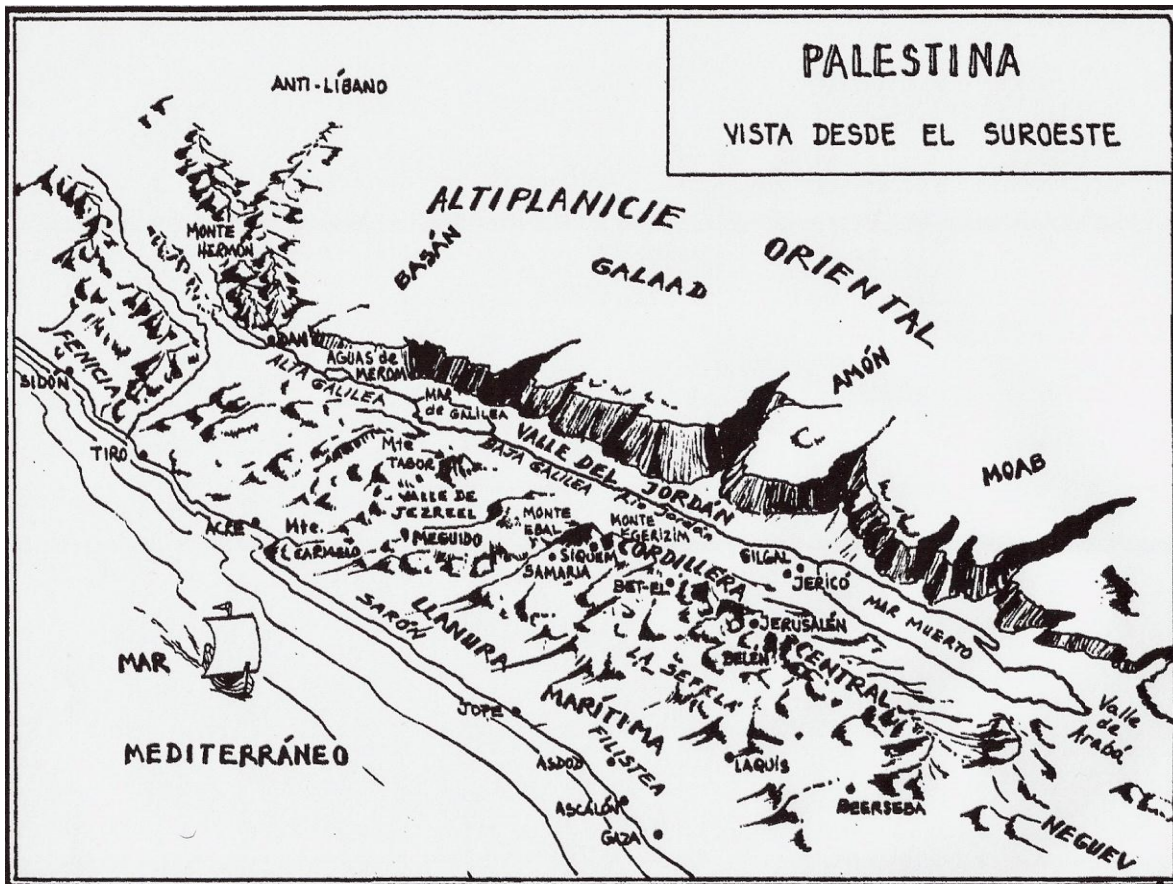 PALESTINA
VISTA DESDE EL SUROESTE
ANTI-LÍBANO
ALTIPLANICIE
ORIENTAL
MONTE
HERMÓN
BASÁN
GALAAD
AMÓN
MOAB
FENICIA
SIDÓN
DAN
AGUAS de
MEROM
ALTA GALILEA
MAR
de GALILEA
TIRO
Mte
TABOR
BAJA GALILEA
VALLE DEL JORDÁN
Río Jordán
VALLE DE
JEZREEL
ACRE
Mte.
CARMELO
MEGUIDO
MONTE
EBAL
MONTE
EGERIZIM
SIQUEM
SAMARIA
CORDILLERA
CENTRAL
GILGAL
JERICÓ
BET-EL
JERUSALÉN
MAR MUERTO
BELÉN
LA SEFELA
SARÓN
LLANURA
MARÍTIMA
FILISTEA
MAR
MEDITERRÁNEO
JOPE
ASDOD
LAQUÍS
Valle
de
Arabá
ASCALÓN
GAZA
BEERSEBA
NEGUEV